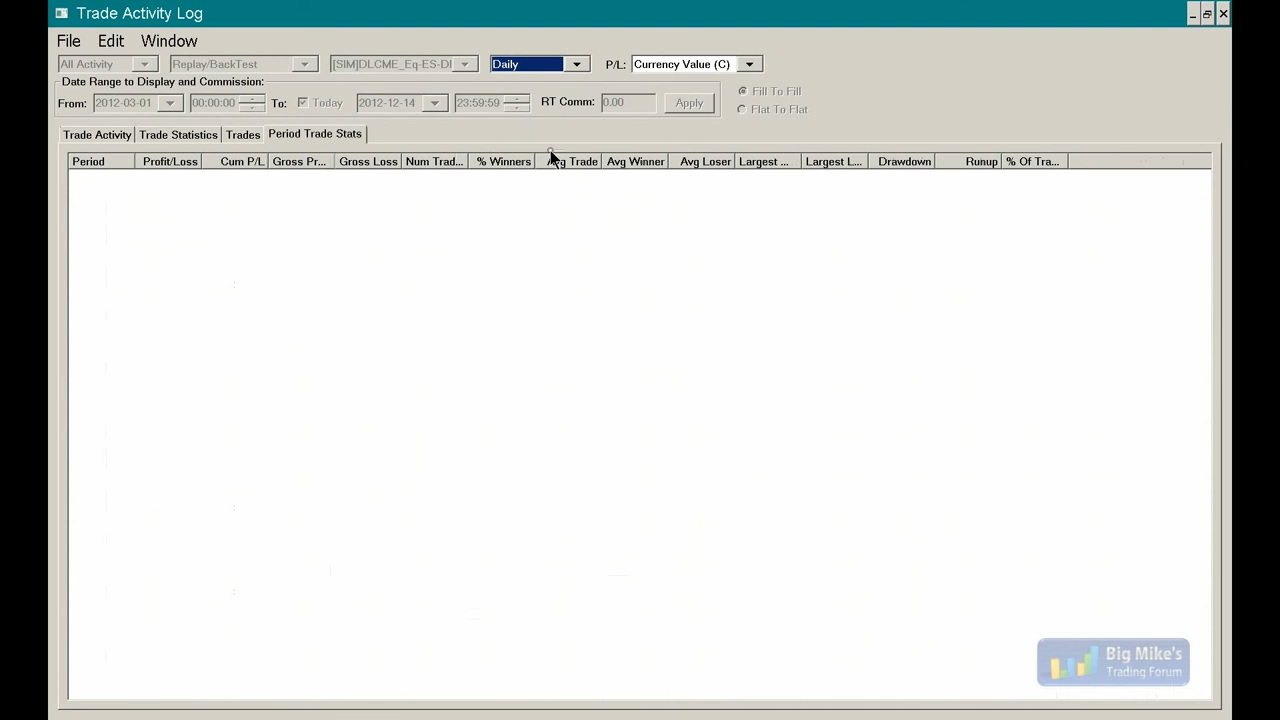 Trade Activity Log
File Edit Window
All Activity Replay/BackTest [SIM]DLCME_Eq-ES-Dl Daily P/L: Currency Value (C)
Date Range to Display and Commission:
From: 2012-03-01 00:00:00 To: Today 2012-12-14 23:59:59 RT Comm: 0.00 Apply
Fill To Fill
Flat To Flat
Trade Activity Trade Statistics Trades Period Trade Stats
Period Profit/Loss Cum P/L Gross Pr... Gross Loss Num Trad... % Winners Avg Trade Avg Winner Avg Loser Largest ... Largest L... Drawdown Runup % Of Tra...
Big Mike's
Trading Forum